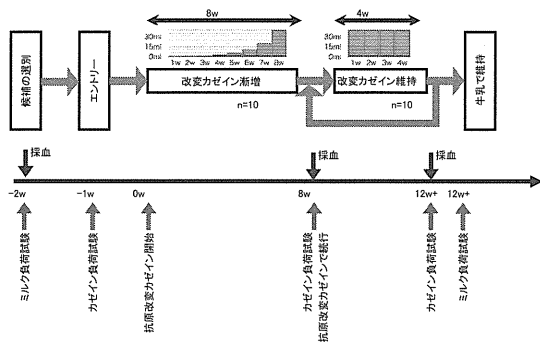 8w
4w
30ml
15ml
0ml
1w 2w 3w 4w 5w 6w 7w 8w
30ml
15ml
0ml
1w 2w 3w 4w
候補の選別
エントリー
改変カゼイン漸増
改変カゼイン維持
牛乳で維持
n=10
n=10
採血
採血
採血
-2w
-1w
0w
8w
12w+
12w+
ミルク負荷試験
カゼイン負荷試験
抗原改変カゼイン開始
カゼイン負荷試験
抗原改変カゼインで続行
カゼイン負荷試験
ミルク負荷試験